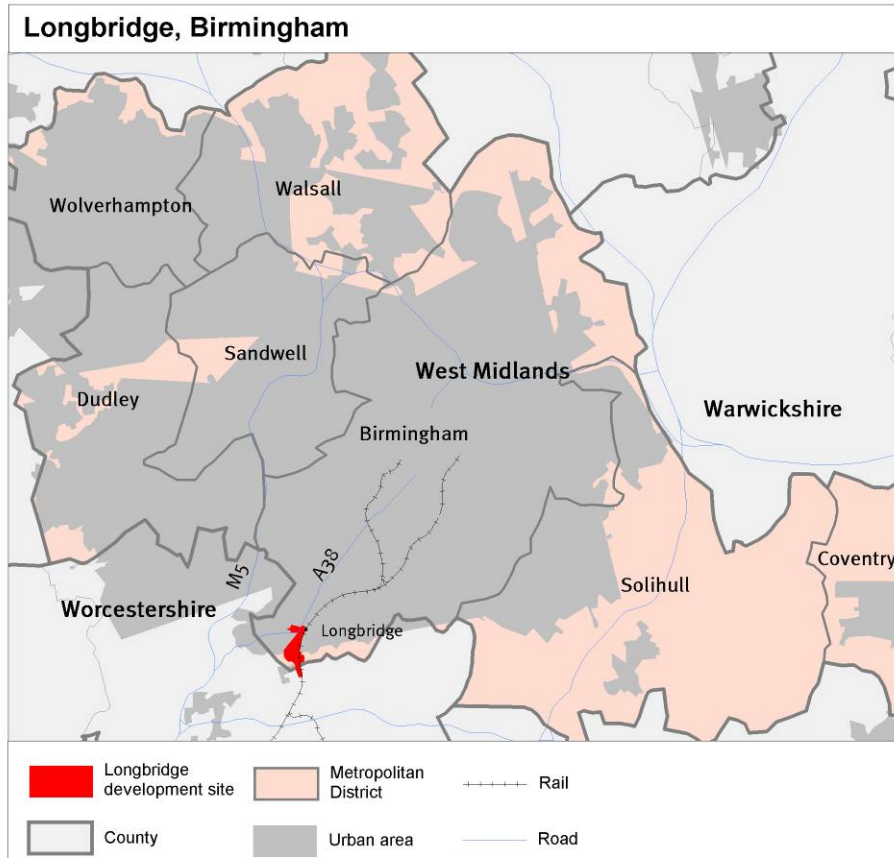 Longbridge, Birmingham
Walsall
Wolverhampton
Sandwell
West Midlands
Dudley
Warwickshire
Birmingham
M5
A38
Coventry
Solihull
Worcestershire
Longbridge
Longbridge
development site
Metropolitan
District
Rail
County
Urban area
Road